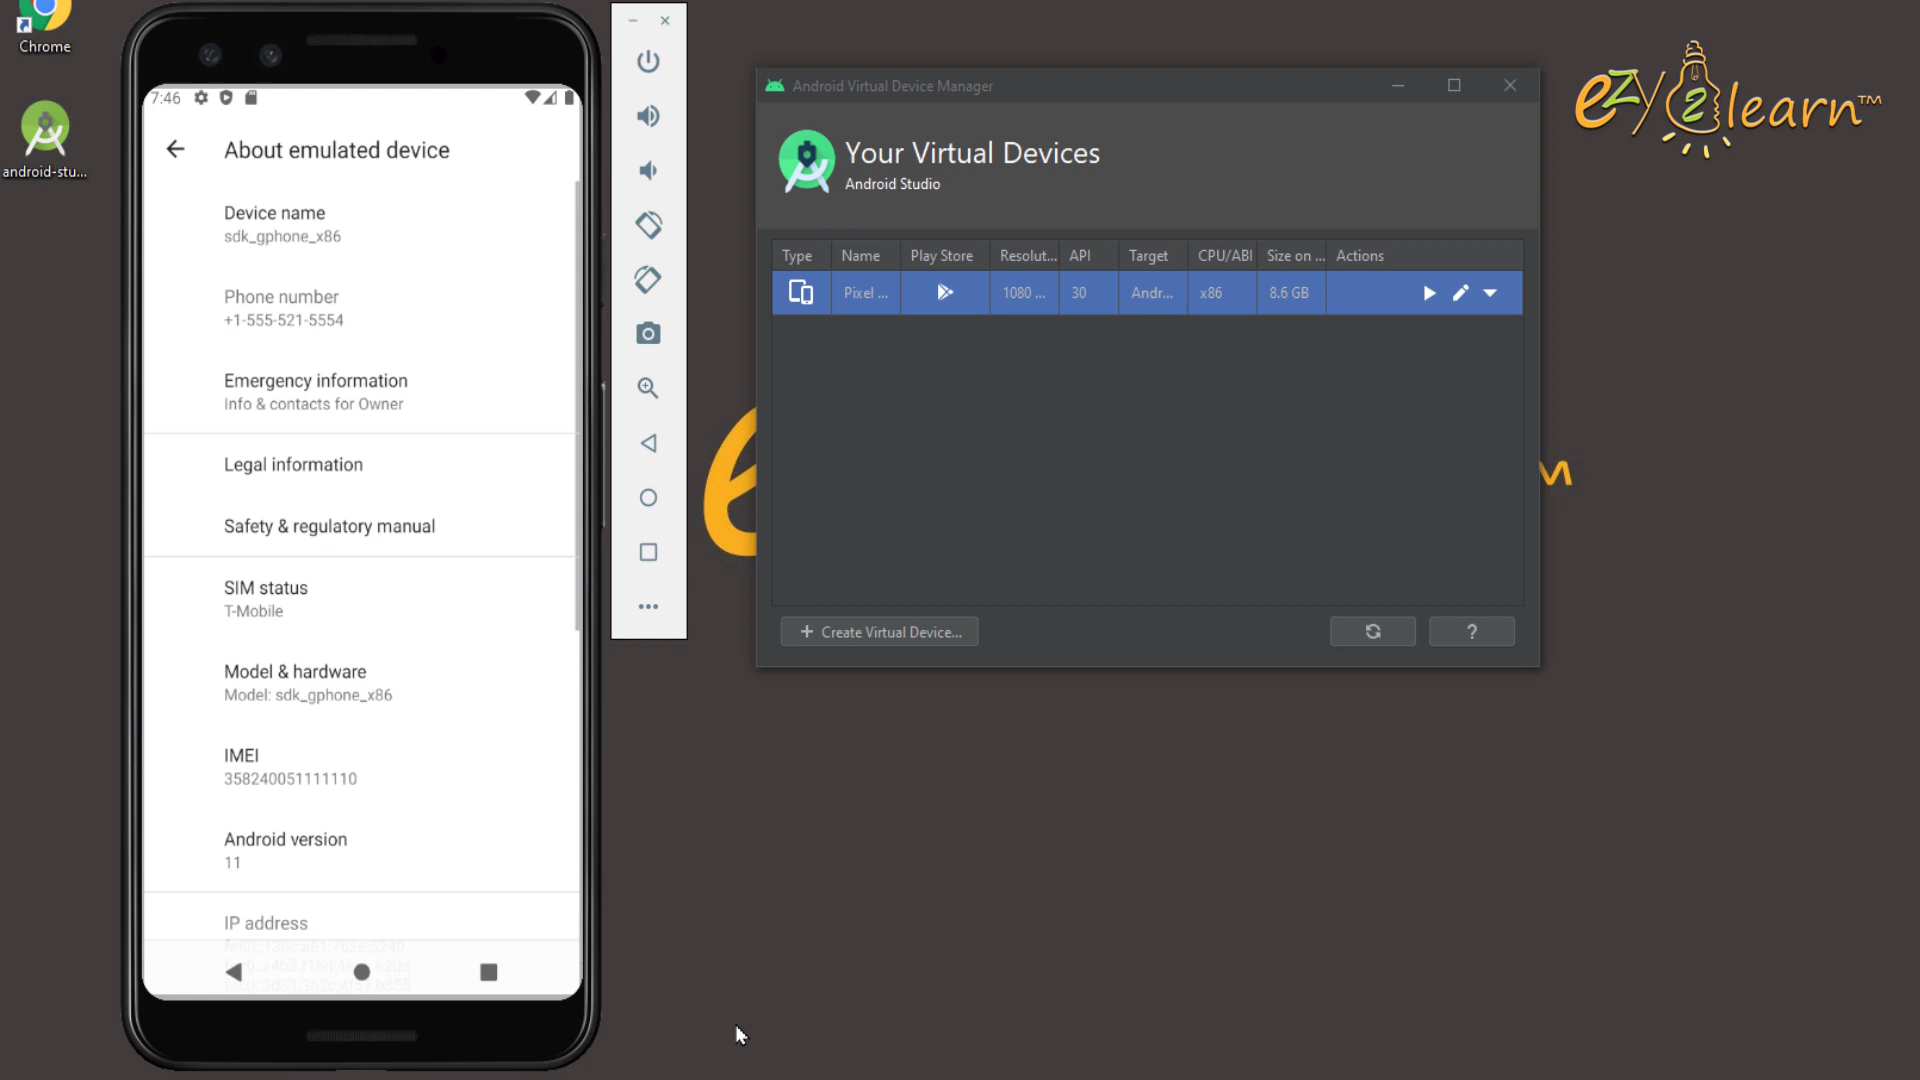 Chrome
android-stu...
7:46
About emulated device
Device name
sdk_gphone_x86
Phone number
+1-555-521-5554
Emergency information
Info & contacts for Owner
Legal information
Safety & regulatory manual
SIM status
T-Mobile
Model & hardware
Model: sdk_gphone_x86
IMEI
358240051111110
Android version
11
IP address
Android Virtual Device Manager
Your Virtual Devices
Android Studio
Type Name Play Store Resolut... API Target CPU/ABI Size on ... Actions
Pixel ... 1080 ... 30 Andr... x86 8.6 GB
+ Create Virtual Device...
?
ezy2learn™